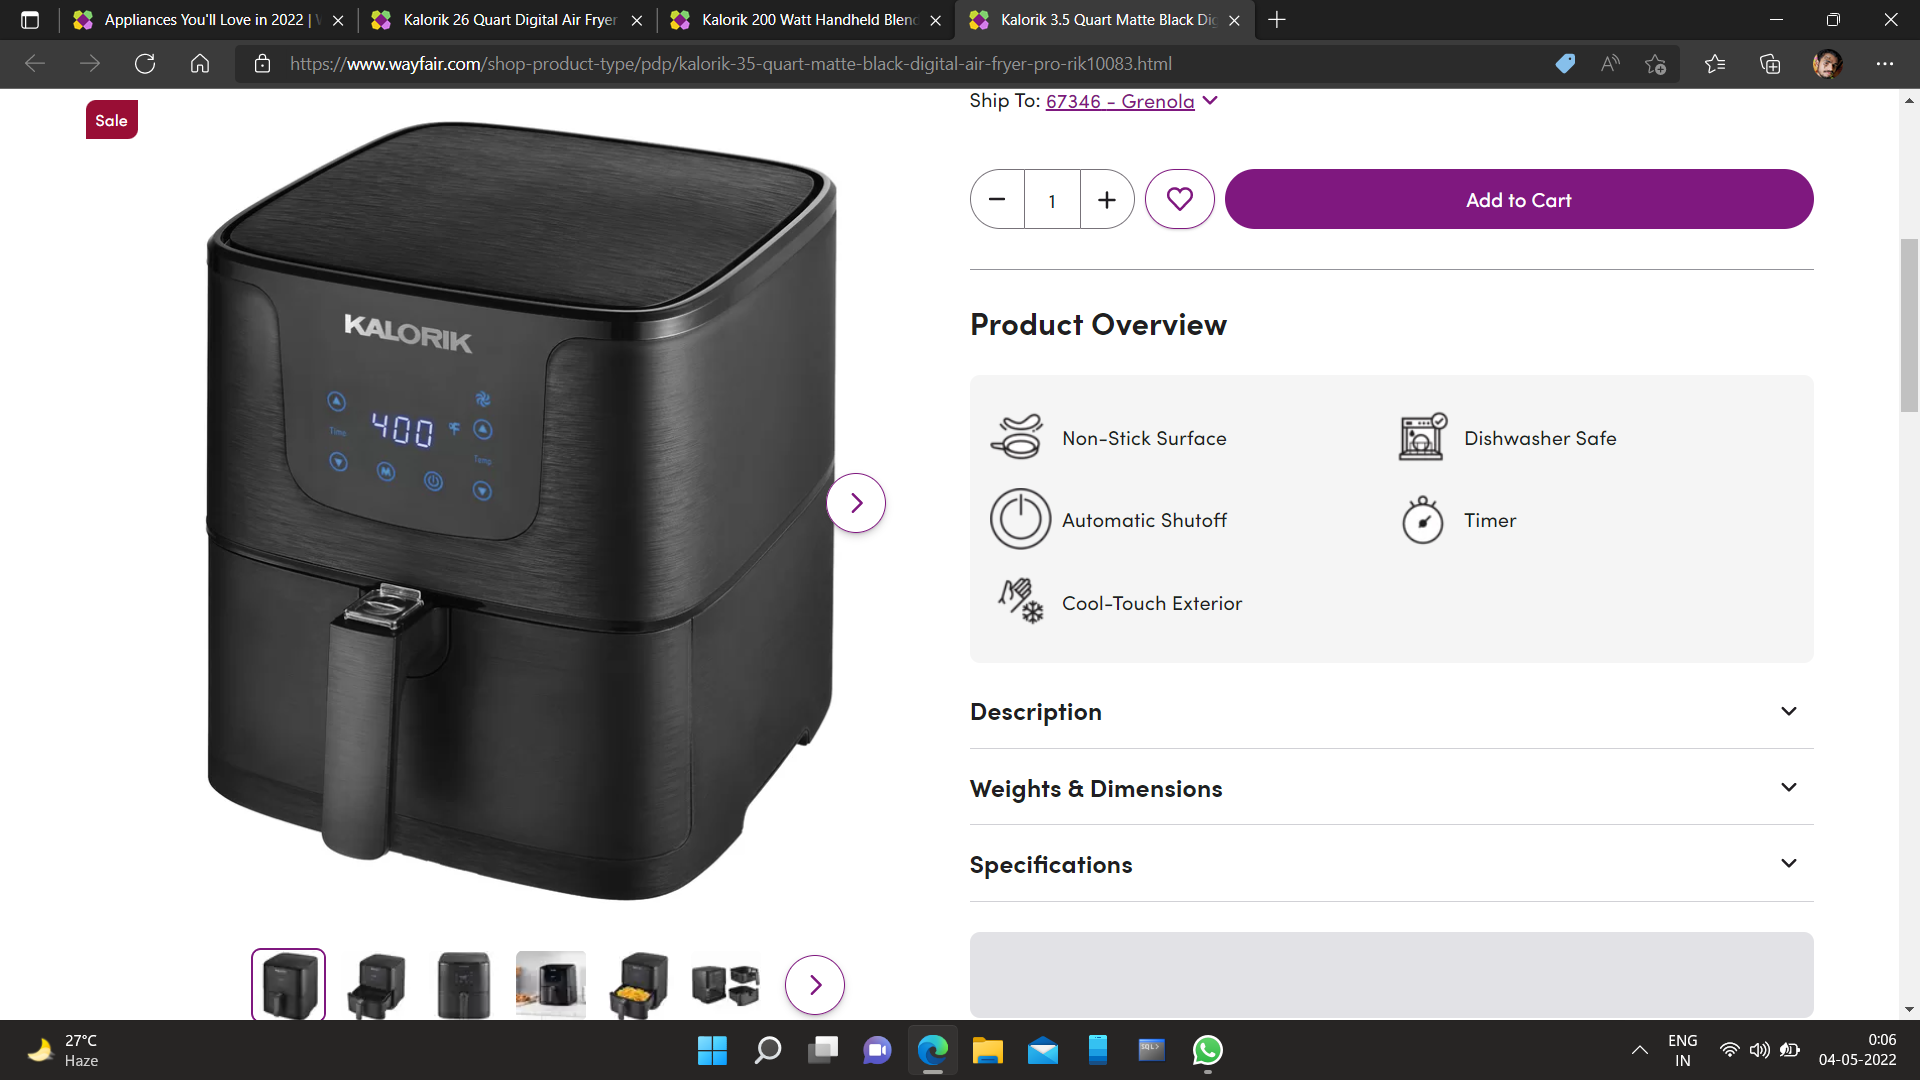 Appliances You'll Love in 2022 |
Kalorik 26 Quart Digital Air Fryer
Kalorik 200 Watt Handheld Blen
Kalorik 3.5 Quart Matte Black Dig
https://www.wayfair.com/shop-product-type/pdp/kalorik-35-quart-matte-black-digital-air-fryer-pro-rik10083.html
Sale
Ship To: 67346 - Grenola
1
Add to Cart
KALORIK
400 °F
Time
Temp
M
Product Overview
Non-Stick Surface
Dishwasher Safe
Automatic Shutoff
Timer
Cool-Touch Exterior
Description
Weights & Dimensions
Specifications
27°C
Haze
SQL>
ENG
IN
0:06
04-05-2022